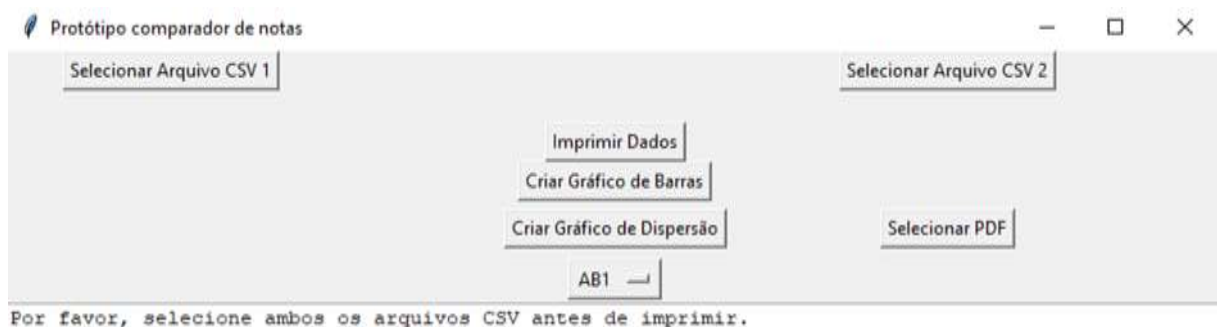 Protótipo comparador de notas
Selecionar Arquivo CSV 1
Selecionar Arquivo CSV 2
Imprimir Dados
Criar Gráfico de Barras
Criar Gráfico de Dispersão
Selecionar PDF
AB1
Por favor, selecione ambos os arquivos CSV antes de imprimir.